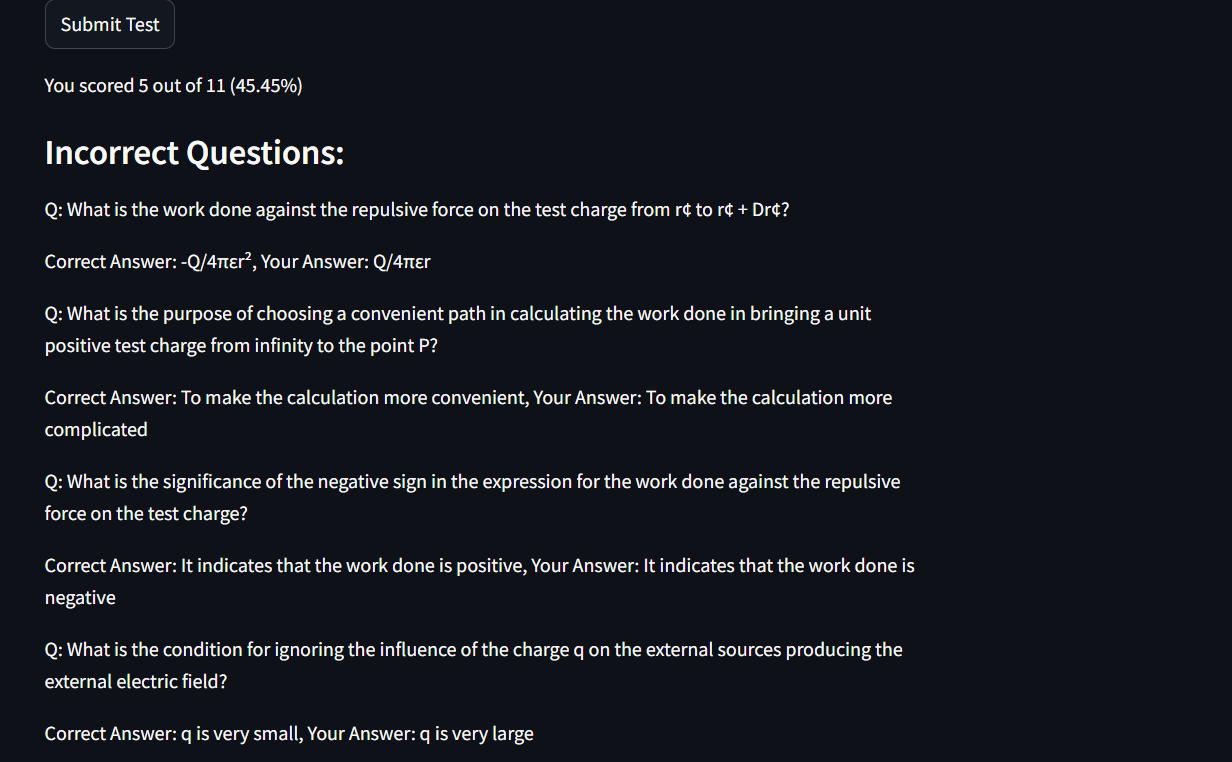 Submit Test
You scored 5 out of 11 (45.45%)
Incorrect Questions:
Q: What is the work done against the repulsive force on the test charge from r¢ to r¢ + Dr¢?
Correct Answer: -Q/4πεr², Your Answer: Q/4πεr
Q: What is the purpose of choosing a convenient path in calculating the work done in bringing a unit
positive test charge from infinity to the point P?
Correct Answer: To make the calculation more convenient, Your Answer: To make the calculation more
complicated
Q: What is the significance of the negative sign in the expression for the work done against the repulsive
force on the test charge?
Correct Answer: It indicates that the work done is positive, Your Answer: It indicates that the work done is
negative
Q: What is the condition for ignoring the influence of the charge q on the external sources producing the
external electric field?
Correct Answer: q is very small, Your Answer: q is very large